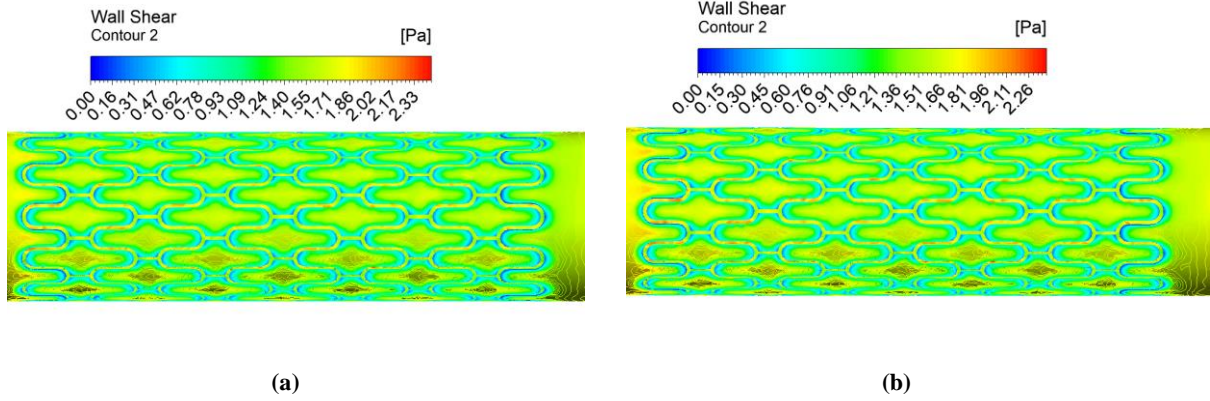 Wall Shear
Contour 2
[Pa]
0.00 0.16 0.31 0.47 0.62 0.78 0.93 1.09 1.24 1.40 1.55 1.71 1.86 2.02 2.17 2.33
(a)
Wall Shear
Contour 2
[Pa]
0.00 0.15 0.30 0.45 0.60 0.76 0.91 1.06 1.21 1.36 1.51 1.66 1.81 1.96 2.11 2.26
(b)